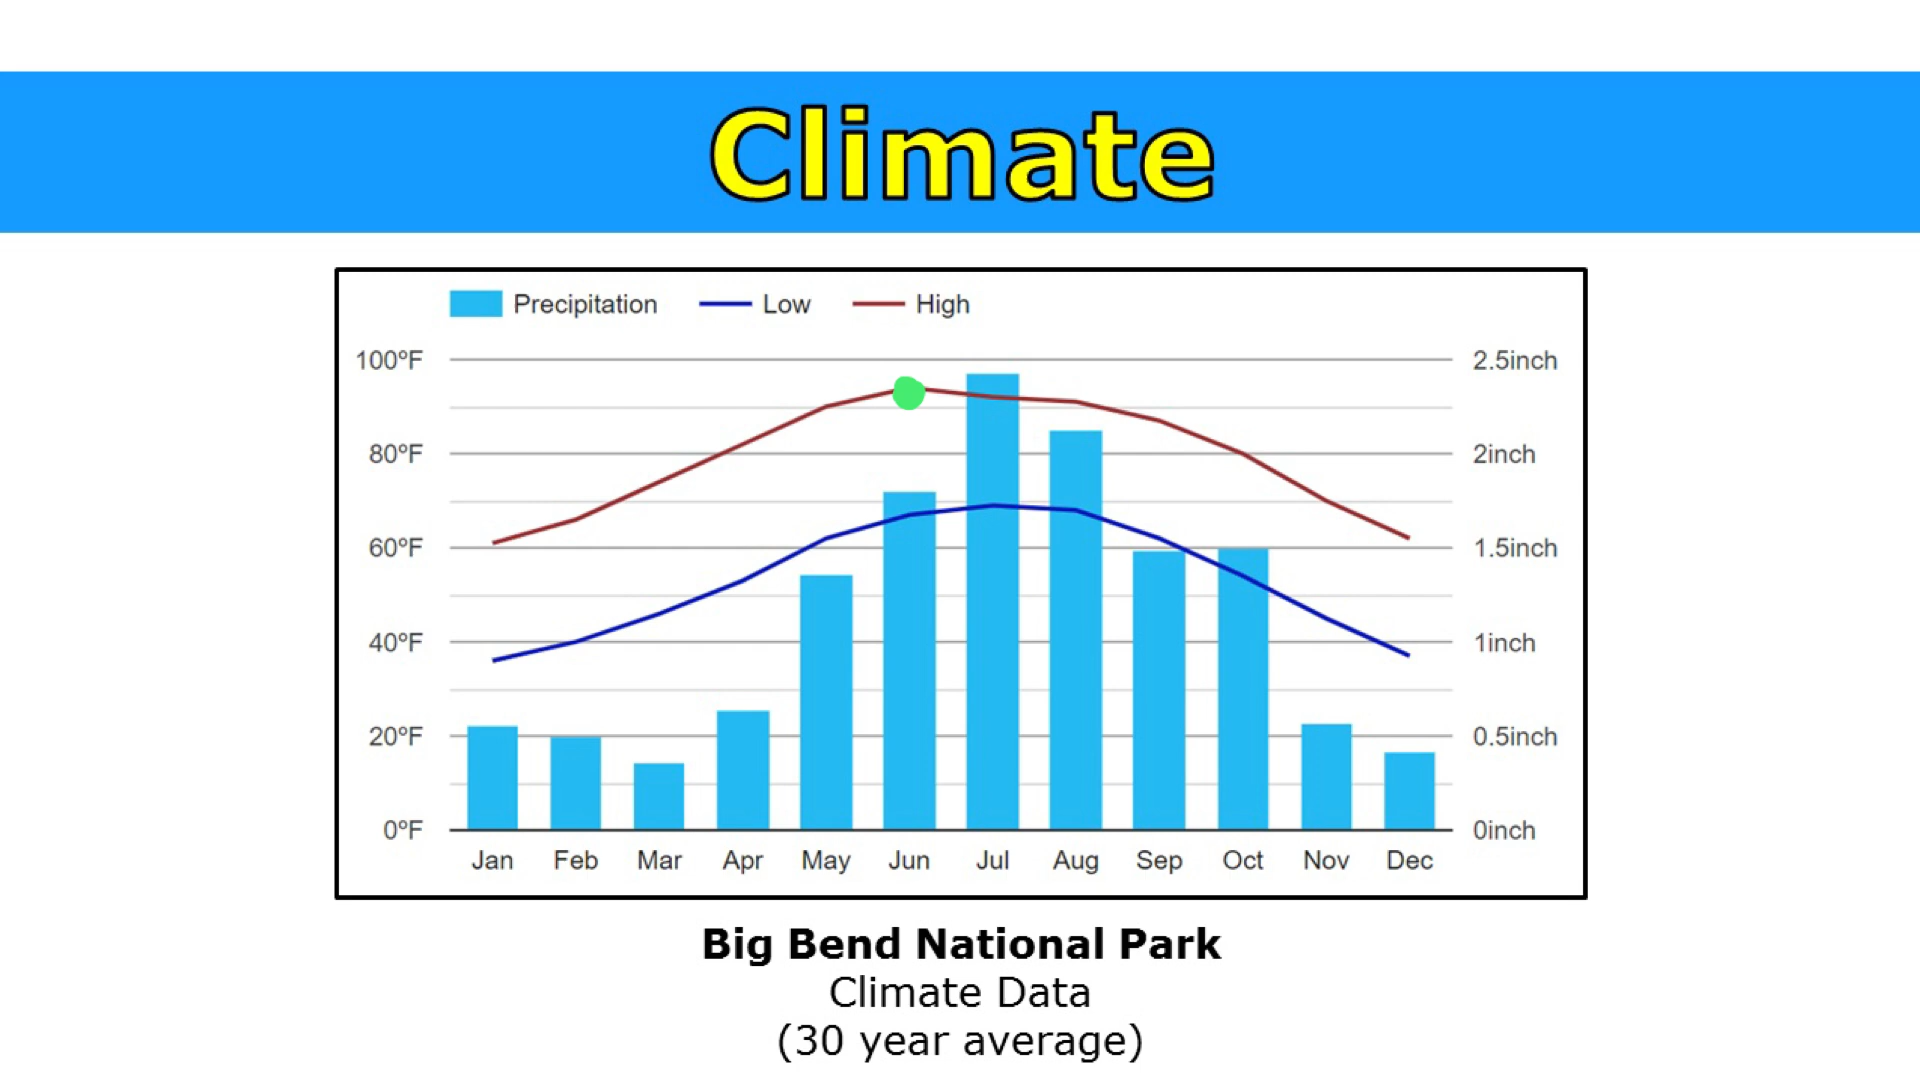 Climate
Precipitation Low High
100°F 2.5inch
80°F 2inch
60°F 1.5inch
40°F 1inch
20°F 0.5inch
0°F 0inch
Jan Feb Mar Apr May Jun Jul Aug Sep Oct Nov Dec
Big Bend National Park
Climate Data
(30 year average)